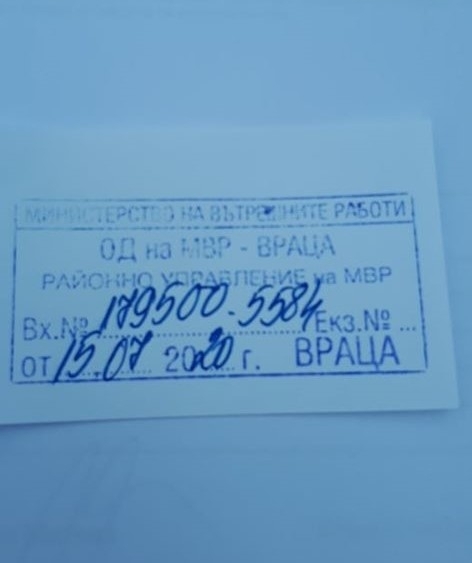 МИНИСТЕРСТВО НА ВЪТРЕШНИТЕ РАБОТИ
ОД на МВР - ВРАЦА
РАЙОННО УПРАВЛЕНИЕ на МВР
Вх.№ 179500-5584 Екз.№ ...
от 15.07 2020 г. ВРАЦА